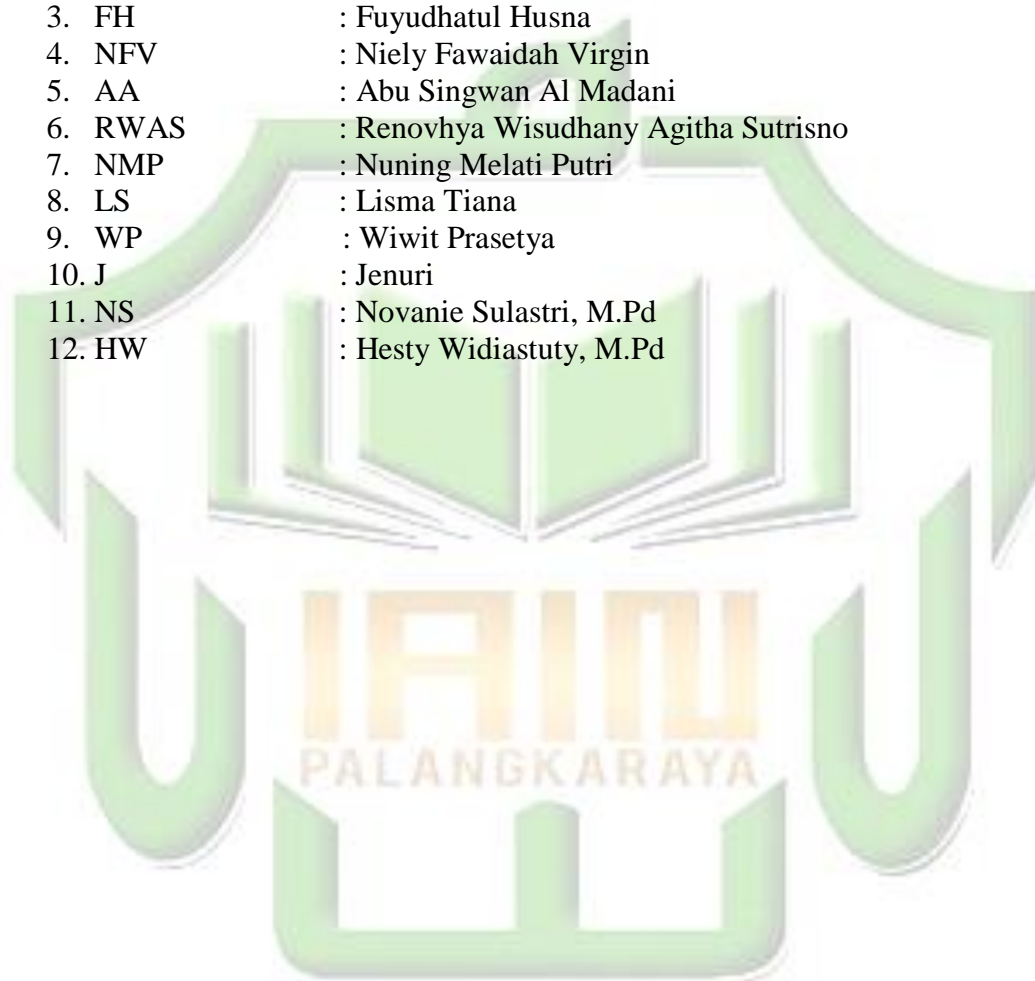 3. FH : Fuyudhatul Husna
4. NFV : Niely Fawaidah Virgin
5. AA : Abu Singwan Al Madani
6. RWAS : Renovhya Wisudhany Agitha Sutrisno
7. NMP : Nuning Melati Putri
8. LS : Lisma Tiana
9. WP : Wiwit Prasetya
10. J : Jenuri
11. NS : Novanie Sulastri, M.Pd
12. HW : Hesty Widiastuty, M.Pd
IAIN
PALANGKARAYA